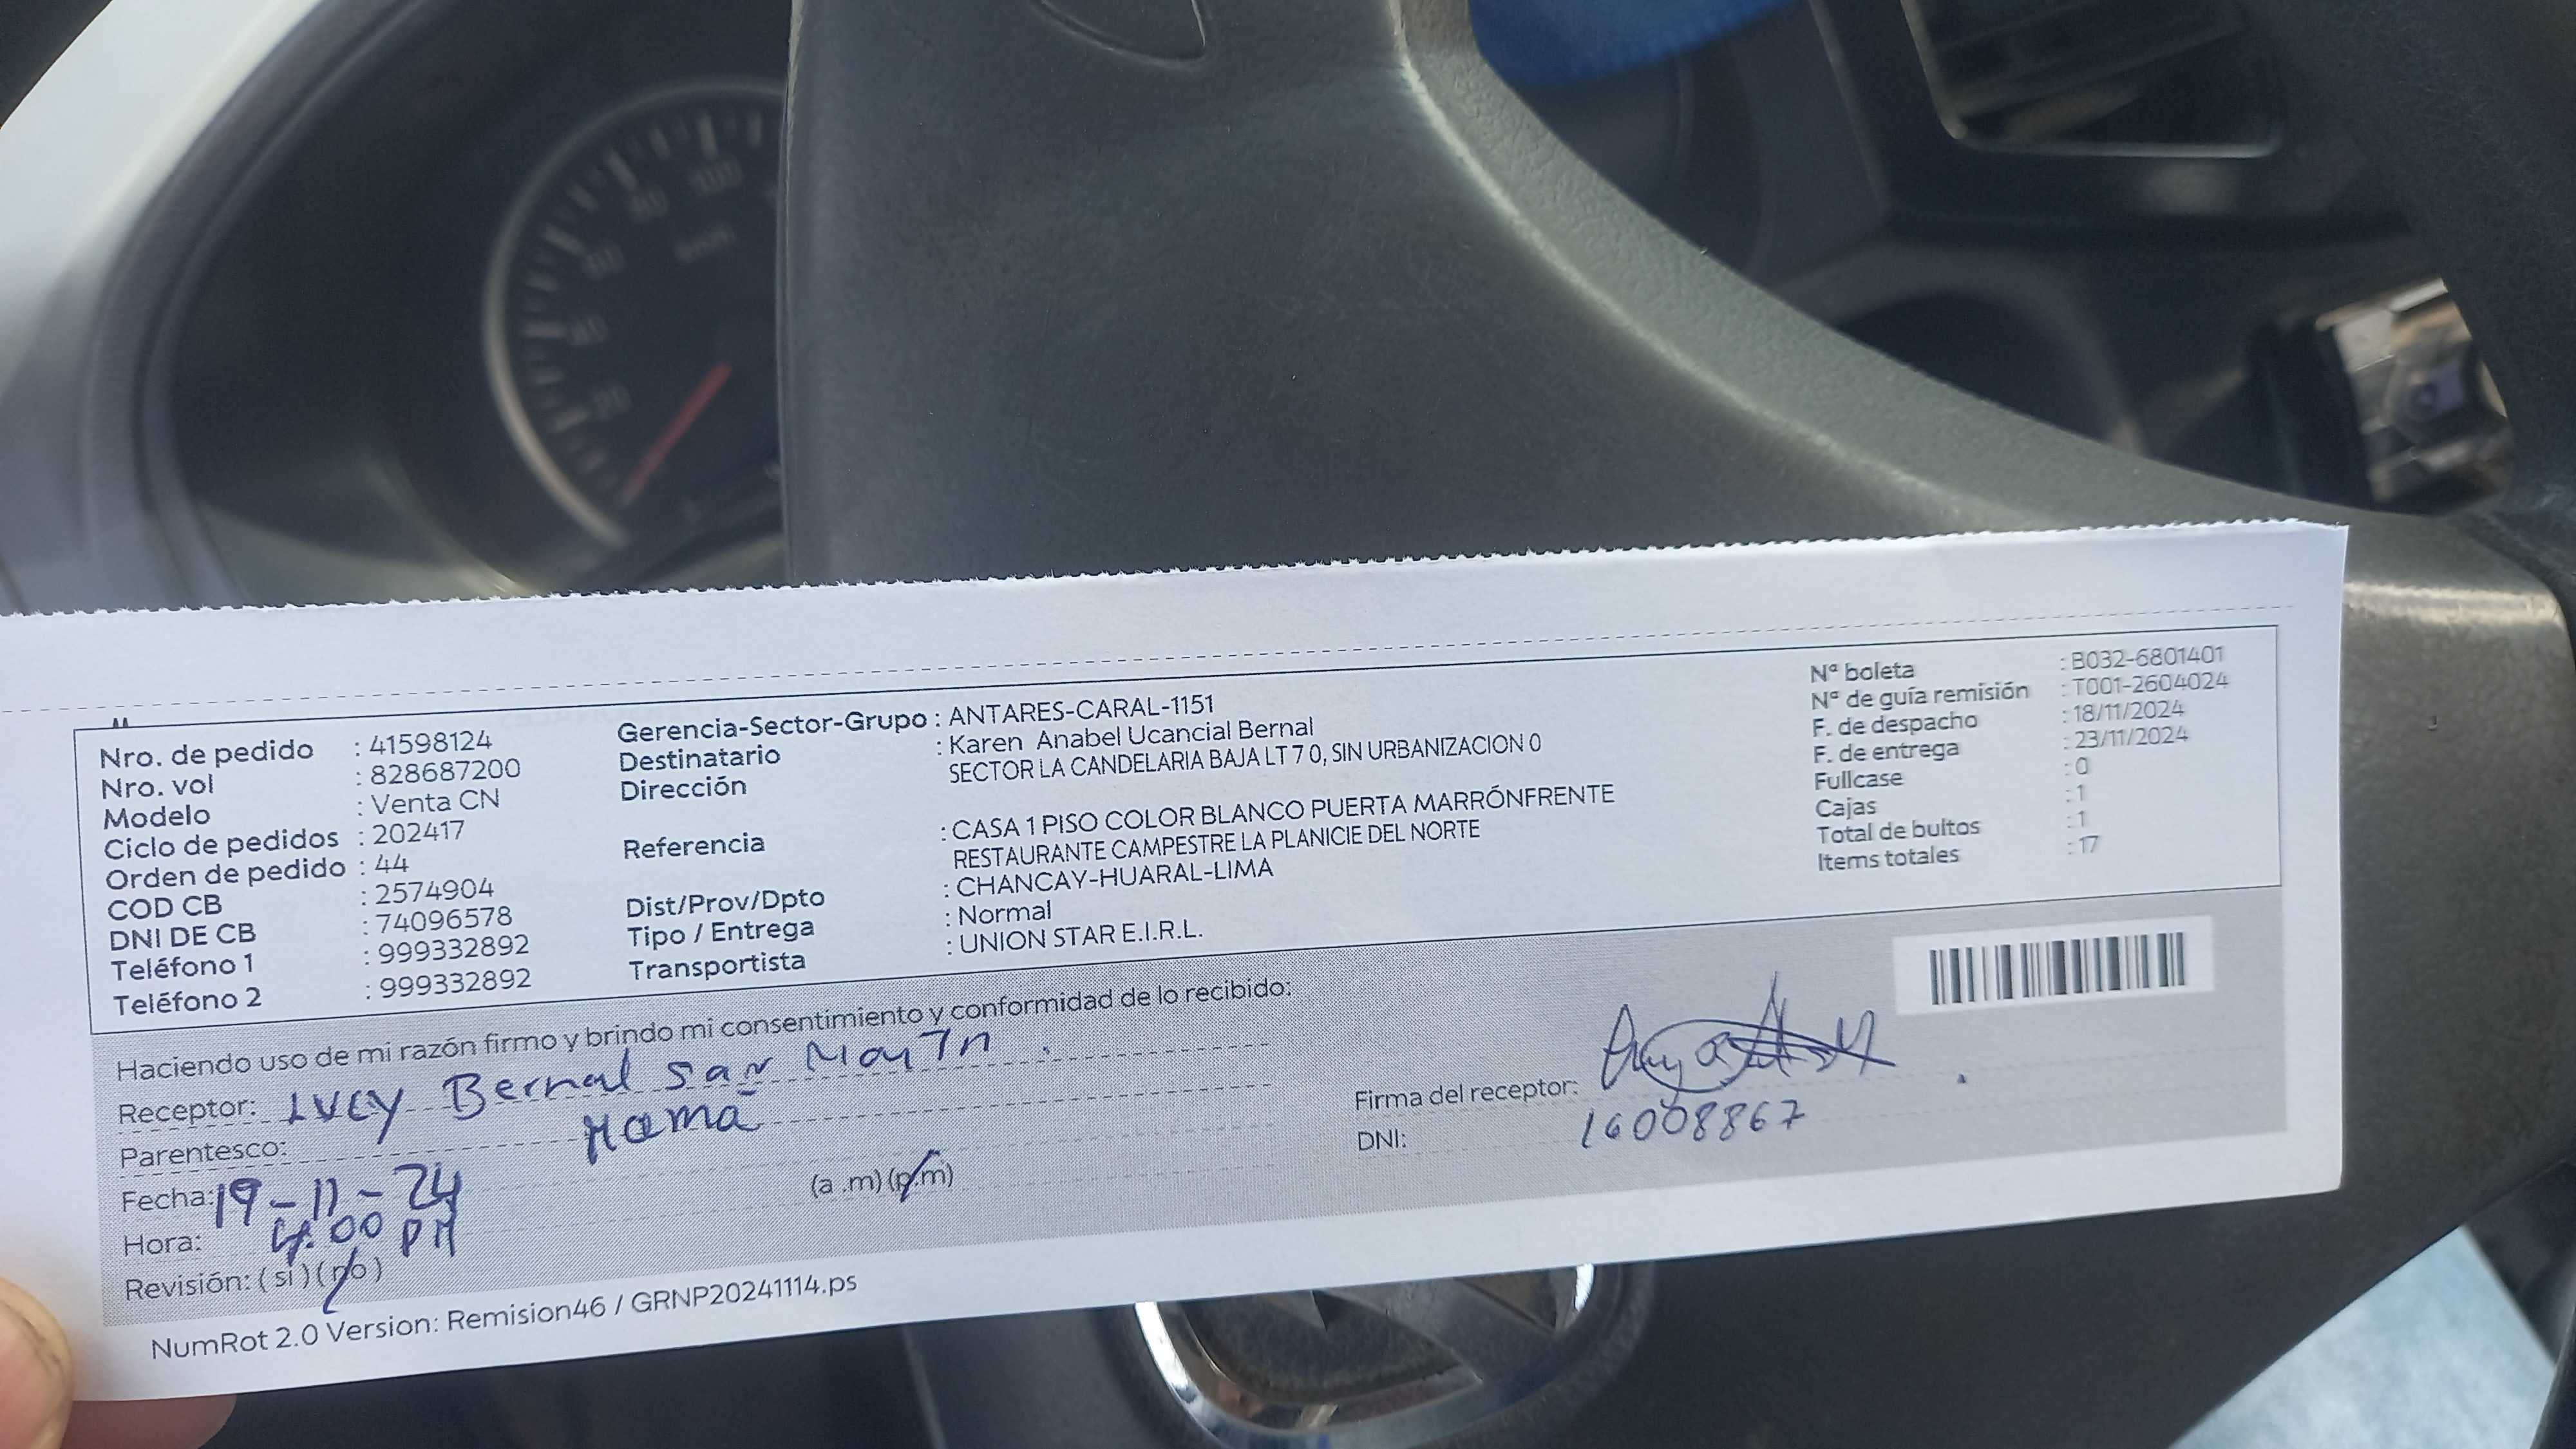 Nro. de pedido : 41598124
Nro. vol : 828687200
Modelo : Venta CN
Ciclo de pedidos : 202417
Orden de pedido : 44
COD CB : 2574904
DNI DE CB : 74096578
Teléfono 1 : 999332892
Teléfono 2 : 999332892
Gerencia-Sector-Grupo : ANTARES-CARAL-1151
Destinatario : Karen Anabel Ucancial Bernal
Dirección SECTOR LA CANDELARIA BAJA LT 7 0, SIN URBANIZACION 0
Referencia : CASA 1 PISO COLOR BLANCO PUERTA MARRÓNFRENTE
RESTAURANTE CAMPESTRE LA PLANICIE DEL NORTE
Dist/Prov/Dpto : CHANCAY-HUARAL-LIMA
Tipo / Entrega : Normal
Transportista : UNION STAR E.I.R.L.
Nª boleta : B032-6801401
Nª de guía remisión : T001-2604024
F. de despacho : 18/11/2024
F. de entrega : 23/11/2024
Fullcase : 0
Cajas : 1
Total de bultos : 1
Items totales : 17
Haciendo uso de mi razón firmo y brindo mi consentimiento y conformidad de lo recibido:
Receptor: Lucy Bernal San Martin
Parentesco: Mamá
Fecha: 19-11-24
Hora: 4:00 PM (a .m) (p.m)
Revisión: ( si ) ( no )
Firma del receptor:
DNI: 16008867
NumRot 2.0 Version: Remision46 / GRNP20241114.ps